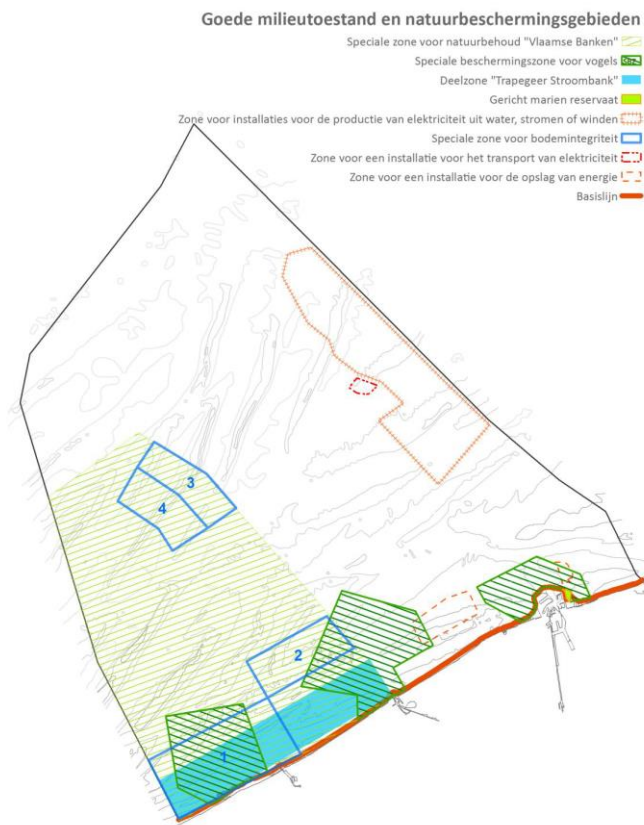 Goede milieutoestand en natuurbeschermingsgebieden
Speciale zone voor natuurbehoud "Vlaamse Banken"
Speciale beschermingszone voor vogels
Deelzone "Trapegeer Stroombank"
Gericht marien reservaat
Zone voor installaties voor de productie van elektriciteit uit water, stromen of winden
Speciale zone voor bodemintegriteit
Zone voor een installatie voor het transport van elektriciteit
Zone voor een installatie voor de opslag van energie
Basislijn
3
4
2
1